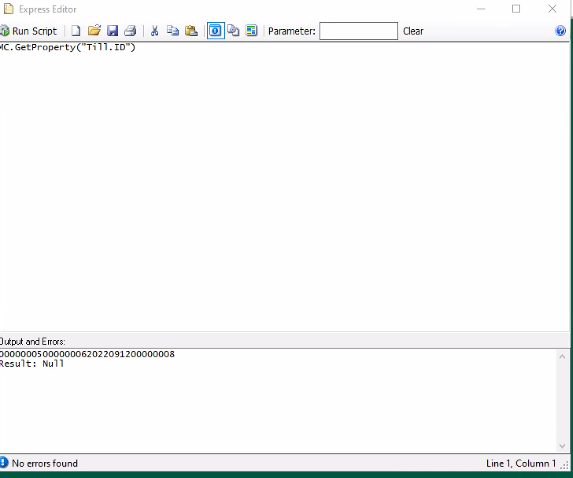 Express Editor
Run Script Parameter: Clear
MC.GetProperty("Till.ID")
Output and Errors:
00000005000000062022091200000008
Result: Null
No errors found Line 1, Column 1